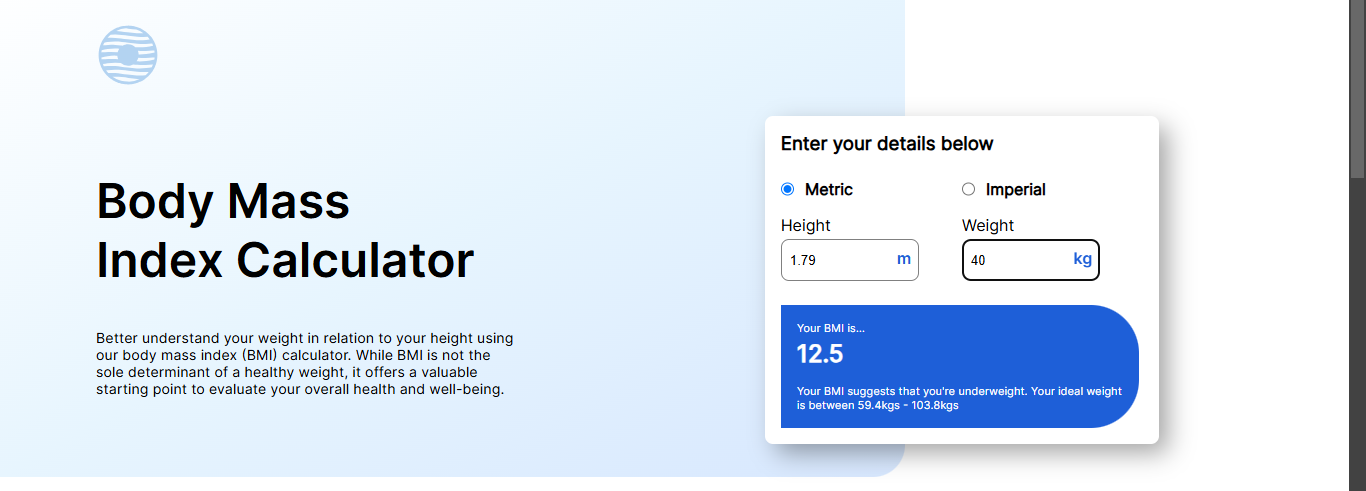 Body Mass
Index Calculator
Better understand your weight in relation to your height using
our body mass index (BMI) calculator. While BMI is not the
sole determinant of a healthy weight, it offers a valuable
starting point to evaluate your overall health and well-being.
Enter your details below
Metric Imperial
Height Weight
1.79 m 40 kg
Your BMI is...
12.5
Your BMI suggests that you're underweight. Your ideal weight
is between 59.4kgs - 103.8kgs